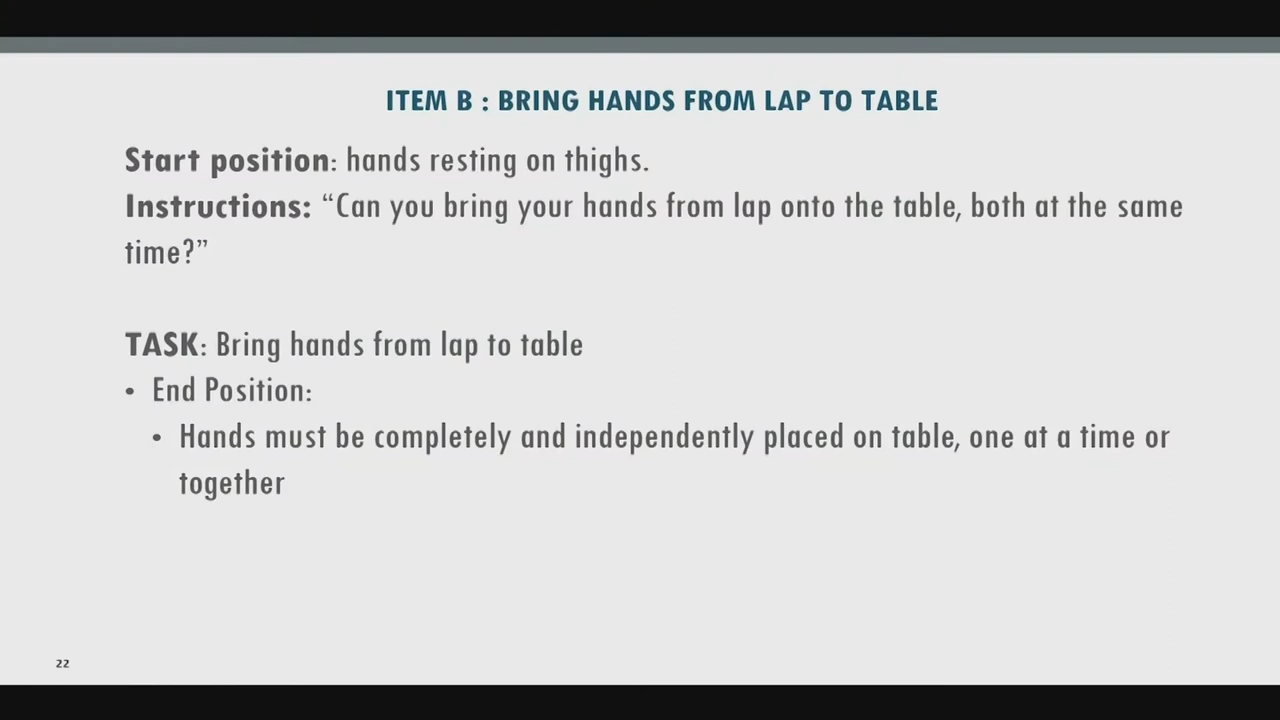 ITEM B : BRING HANDS FROM LAP TO TABLE
Start position: hands resting on thighs.
Instructions: “Can you bring your hands from lap onto the table, both at the same
time?”
TASK: Bring hands from lap to table
• End Position:
• Hands must be completely and independently placed on table, one at a time or
together
22